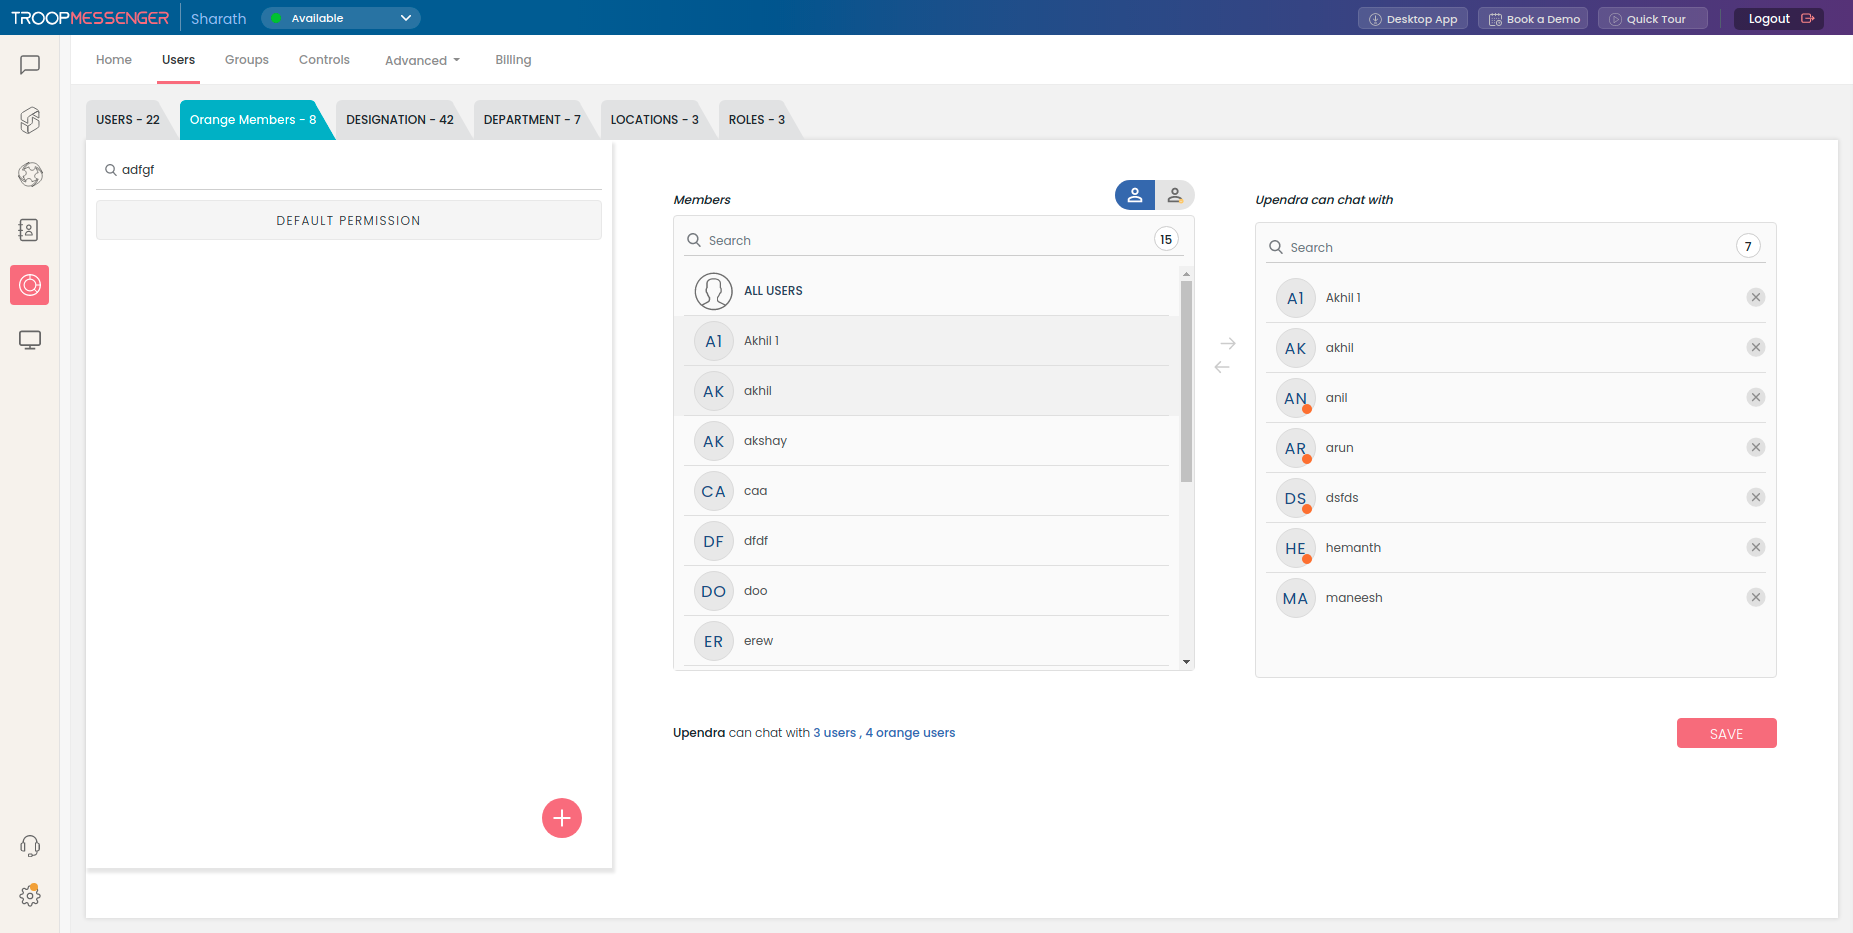 TROOPMESSENGER Sharath Available Desktop App Book a Demo Quick Tour Logout
Home Users Groups Controls Advanced Billing
USERS - 22 Orange Members - 8 DESIGNATION - 42 DEPARTMENT - 7 LOCATIONS - 3 ROLES - 3
adfgf
DEFAULT PERMISSION
Members
Search 15
ALL USERS
A1 Akhil 1
AK akhil
AK akshay
CA caa
DF dfdf
DO doo
ER erew
Upendra can chat with
Search 7
A1 Akhil 1
AK akhil
AN anil
AR arun
DS dsfds
HE hemanth
MA maneesh
Upendra can chat with 3 users , 4 orange users
SAVE